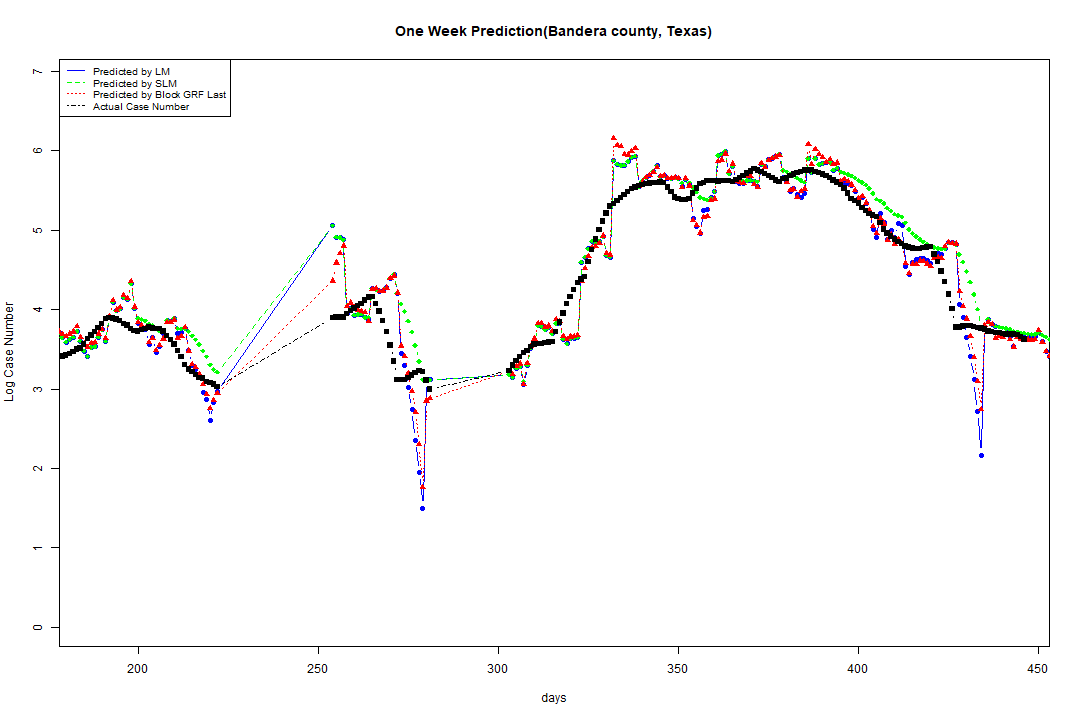 One Week Prediction(Bandera county, Texas)
Predicted by LM
Predicted by SLM
Predicted by Block GRF Last
Actual Case Number
7
6
5
4
3
2
1
0
Log Case Number
200 250 300 350 400 450
days